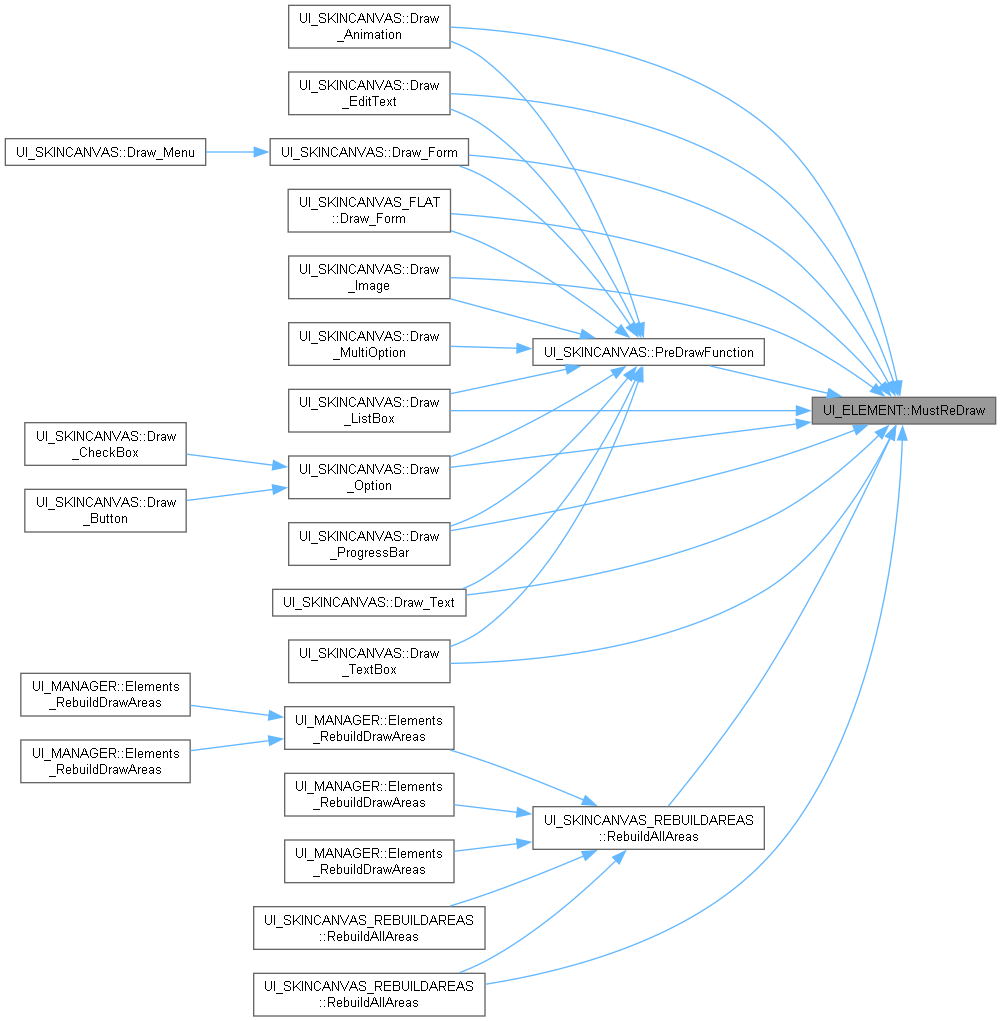 UI_SKINCANVAS::Draw
_Animation
UI_SKINCANVAS::Draw
_EditText
UI_SKINCANVAS::Draw_Menu
UI_SKINCANVAS::Draw_Form
UI_SKINCANVAS_FLAT
::Draw_Form
UI_SKINCANVAS::Draw
_Image
UI_SKINCANVAS::Draw
_MultiOption
UI_SKINCANVAS::PreDrawFunction
UI_SKINCANVAS::Draw
_ListBox
UI_ELEMENT::MustReDraw
UI_SKINCANVAS::Draw
_CheckBox
UI_SKINCANVAS::Draw
_Option
UI_SKINCANVAS::Draw
_Button
UI_SKINCANVAS::Draw
_ProgressBar
UI_SKINCANVAS::Draw_Text
UI_SKINCANVAS::Draw
_TextBox
UI_MANAGER::Elements
_RebuildDrawAreas
UI_MANAGER::Elements
_RebuildDrawAreas
UI_MANAGER::Elements
_RebuildDrawAreas
UI_MANAGER::Elements
_RebuildDrawAreas
UI_SKINCANVAS_REBUILDAREAS
::RebuildAllAreas
UI_MANAGER::Elements
_RebuildDrawAreas
UI_SKINCANVAS_REBUILDAREAS
::RebuildAllAreas
UI_SKINCANVAS_REBUILDAREAS
::RebuildAllAreas